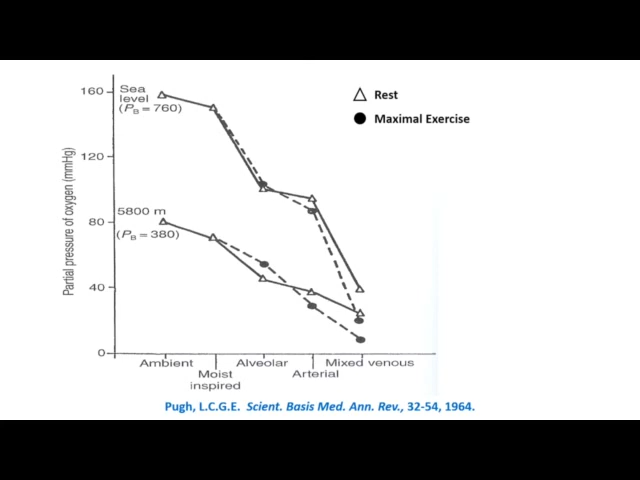 Sea
level
(PB = 760)
5800 m
(PB = 380)
160
120
80
40
0
Partial pressure of oxygen (mmHg)
Rest
Maximal Exercise
Ambient
Moist
inspired
Alveolar
Arterial
Mixed venous
Pugh, L.C.G.E. Scient. Basis Med. Ann. Rev., 32-54, 1964.